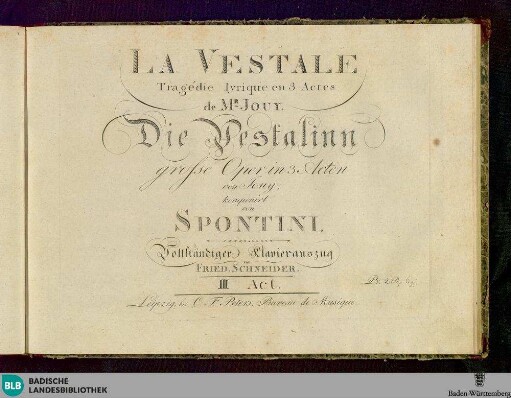 LA VESTALE
Tragédie Lyrique en 3 Actes
de Mr. JOUY.
Die Vestalinn
grosse Oper in 3 Acten
von Jouy,
komponirt
von
SPONTINI.
Vollständiger Klavierauszug
von
FRIED. SCHNEIDER.
III Act.
Leipzig, in C. F. Peters, Bureau de Musique.
BLB BADISCHE
LANDESBIBLIOTHEK
Baden-Württemberg